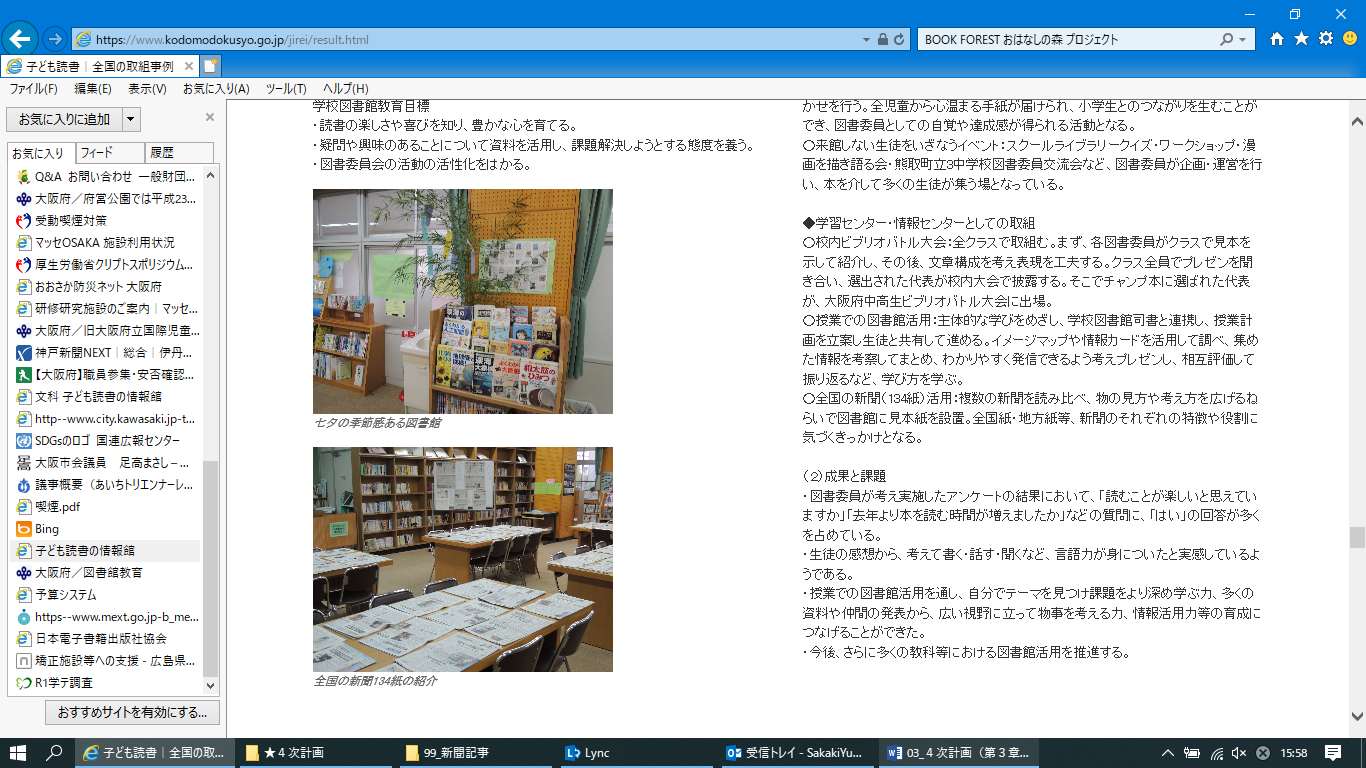 https://www.kodomodokusyo.go.jp/jirei/result.html
BOOK FOREST おはなしの森 プロジェクト
子ども読書｜全国の取組事例
ファイル(F) 編集(E) 表示(V) お気に入り(A) ツール(T) ヘルプ(H)
お気に入りに追加
お気に入り フィード 履歴
Q&A お問い合わせ 一般財団...
大阪府／府営公園では平成23...
受動喫煙対策
マッセOSAKA 施設利用状況
厚生労働省クリプトスポリジウム...
おおさか防災ネット 大阪府
研修研究施設のご案内｜マッセ...
大阪府／旧大阪府立国際児童...
神戸新聞NEXT｜総合｜伊丹...
【大阪府】職員参集・安否確認...
文科 子ども読書の情報館
http--www.city.kawasaki.jp-t...
SDGsのロゴ 国連広報センター
大阪市会議員　足高まさし－...
議事概要（あいちトリエンナーレ...
喫煙.pdf
Bing
子ども読書の情報館
大阪府／図書館教育
予算システム
https--www.mext.go.jp-b_me...
日本電子書籍出版社協会
矯正施設等への支援 - 広島県...
R1学テ調査
おすすめサイトを有効にする...
学校図書館教育目標
・読書の楽しさや喜びを知り、豊かな心を育てる。
・疑問や興味のあることについて資料を活用し、課題解決しようとする態度を養う。
・図書委員会の活動の活性化をはかる。
七夕の季節感ある図書館
全国の新聞134紙の紹介
かせを行う。全児童から心温まる手紙が届けられ、小学生とのつながりを生むことが
でき、図書委員としての自覚や達成感が得られる活動となる。
○来館しない生徒をいざなうイベント：スクールライブラリークイズ・ワークショップ・漫
画を描き語る会・熊取町立3中学校図書委員交流会など、図書委員が企画・運営を行
い、本を介して多くの生徒が集う場となっている。
◆学習センター・情報センターとしての取組
○校内ビブリオバトル大会：全クラスで取組む。まず、各図書委員がクラスで見本を
示して紹介し、その後、文章構成を考え表現を工夫する。クラス全員でプレゼンを聞
き合い、選出された代表が校内大会で披露する。そこでチャンプ本に選ばれた代表
が、大阪府中高生ビブリオバトル大会に出場。
○授業での図書館活用：主体的な学びをめざし、学校図書館司書と連携し、授業計
画を立案し生徒と共有して進める。イメージマップや情報カードを活用して調べ、集め
た情報を考察してまとめ、わかりやすく発信できるよう考えプレゼンし、相互評価して
振り返るなど、学び方を学ぶ。
○全国の新聞（134紙）活用：複数の新聞を読み比べ、物の見方や考え方を広げるね
らいで図書館に見本紙を設置。全国紙・地方紙等、新聞のそれぞれの特徴や役割に
気づくきっかけとなる。
（2）成果と課題
・図書委員が考え実施したアンケートの結果において、「読むことが楽しいと思えてい
ますか」「去年より本を読む時間が増えましたか」などの質問に、「はい」の回答が多く
を占めている。
・生徒の感想から、考えて書く・話す・聞くなど、言語力が身についたと実感しているよ
うである。
・授業での図書館活用を通し、自分でテーマを見つけ課題をより深め学ぶ力、多くの
資料や仲間の発表から、広い視野に立って物事を考える力、情報活用力等の育成に
つなげることができた。
・今後、さらに多くの教科等における図書館活用を推進する。
子ども読書｜全国の取...
★４次計画
99_新聞記事
Lync
受信トレイ - SakakiYu...
03_４次計画（第３章...
15:58